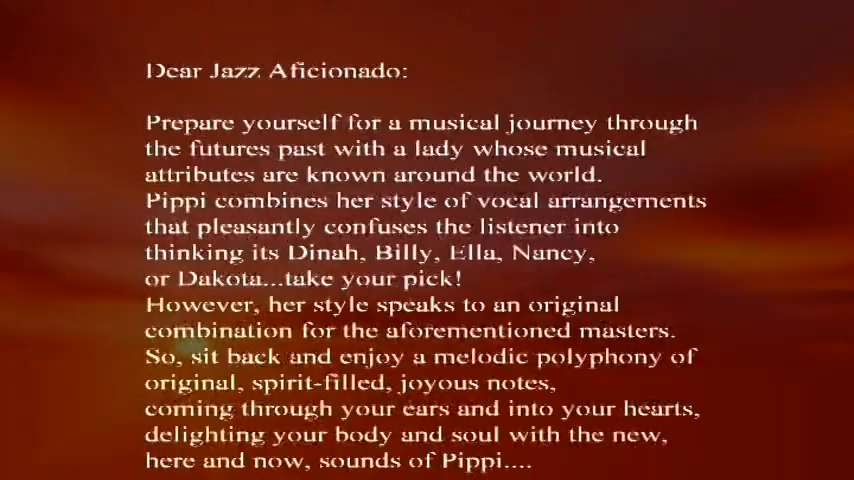 Dear Jazz Aficionado:
Prepare yourself for a musical journey through
the futures past with a lady whose musical
attributes are known around the world.
Pippi combines her style of vocal arrangements
that pleasantly confuses the listener into
thinking its Dinah, Billy, Ella, Nancy,
or Dakota...take your pick!
However, her style speaks to an original
combination for the aforementioned masters.
So, sit back and enjoy a melodic polyphony of
original, spirit-filled, joyous notes,
coming through your ears and into your hearts,
delighting your body and soul with the new,
here and now, sounds of Pippi....